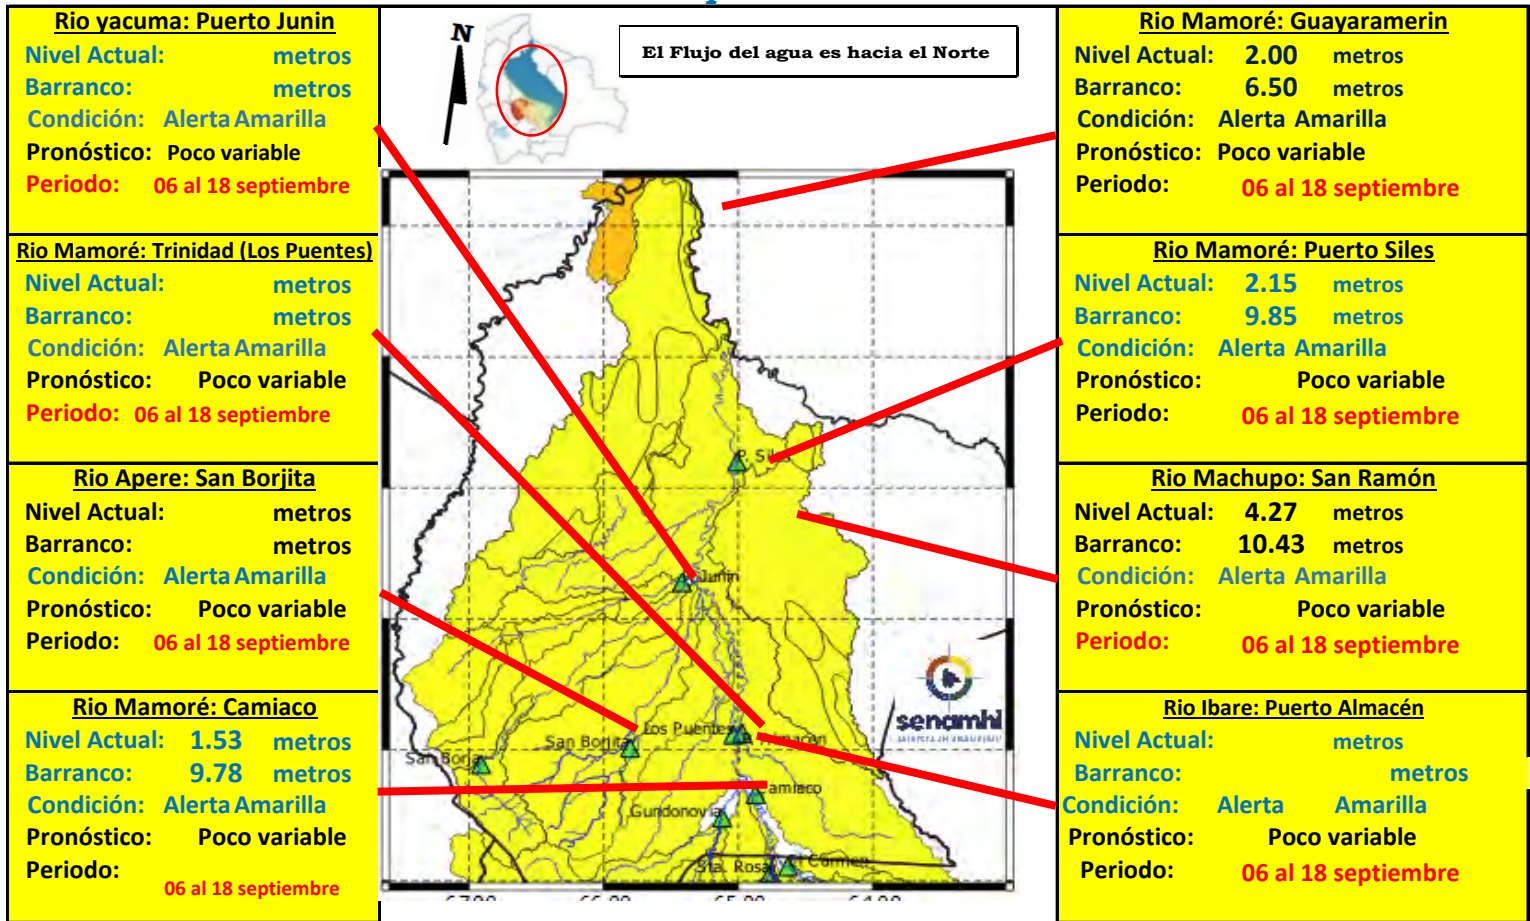 Rio yacuma: Puerto Junin
Nivel Actual: metros
Barranco: metros
Condición: Alerta Amarilla
Pronóstico: Poco variable
Periodo: 06 al 18 septiembre
Rio Mamoré: Trinidad (Los Puentes)
Nivel Actual: metros
Barranco: metros
Condición: Alerta Amarilla
Pronóstico: Poco variable
Periodo: 06 al 18 septiembre
Rio Apere: San Borjita
Nivel Actual: metros
Barranco: metros
Condición: Alerta Amarilla
Pronóstico: Poco variable
Periodo: 06 al 18 septiembre
Rio Mamoré: Camiaco
Nivel Actual: 1.53 metros
Barranco: 9.78 metros
Condición: Alerta Amarilla
Pronóstico: Poco variable
Periodo:
06 al 18 septiembre
N
El Flujo del agua es hacia el Norte
P. Siles
Junin
Los Puentes
P. Almacén
San Borjita
San Borja
Camiaco
Gundonovia
Sta. Rosa
El Carmen
senamhi
Rio Mamoré: Guayaramerin
Nivel Actual: 2.00 metros
Barranco: 6.50 metros
Condición: Alerta Amarilla
Pronóstico: Poco variable
Periodo: 06 al 18 septiembre
Rio Mamoré: Puerto Siles
Nivel Actual: 2.15 metros
Barranco: 9.85 metros
Condición: Alerta Amarilla
Pronóstico: Poco variable
Periodo: 06 al 18 septiembre
Rio Machupo: San Ramón
Nivel Actual: 4.27 metros
Barranco: 10.43 metros
Condición: Alerta Amarilla
Pronóstico: Poco variable
Periodo: 06 al 18 septiembre
Rio Ibare: Puerto Almacén
Nivel Actual: metros
Barranco: metros
Condición: Alerta Amarilla
Pronóstico: Poco variable
Periodo: 06 al 18 septiembre